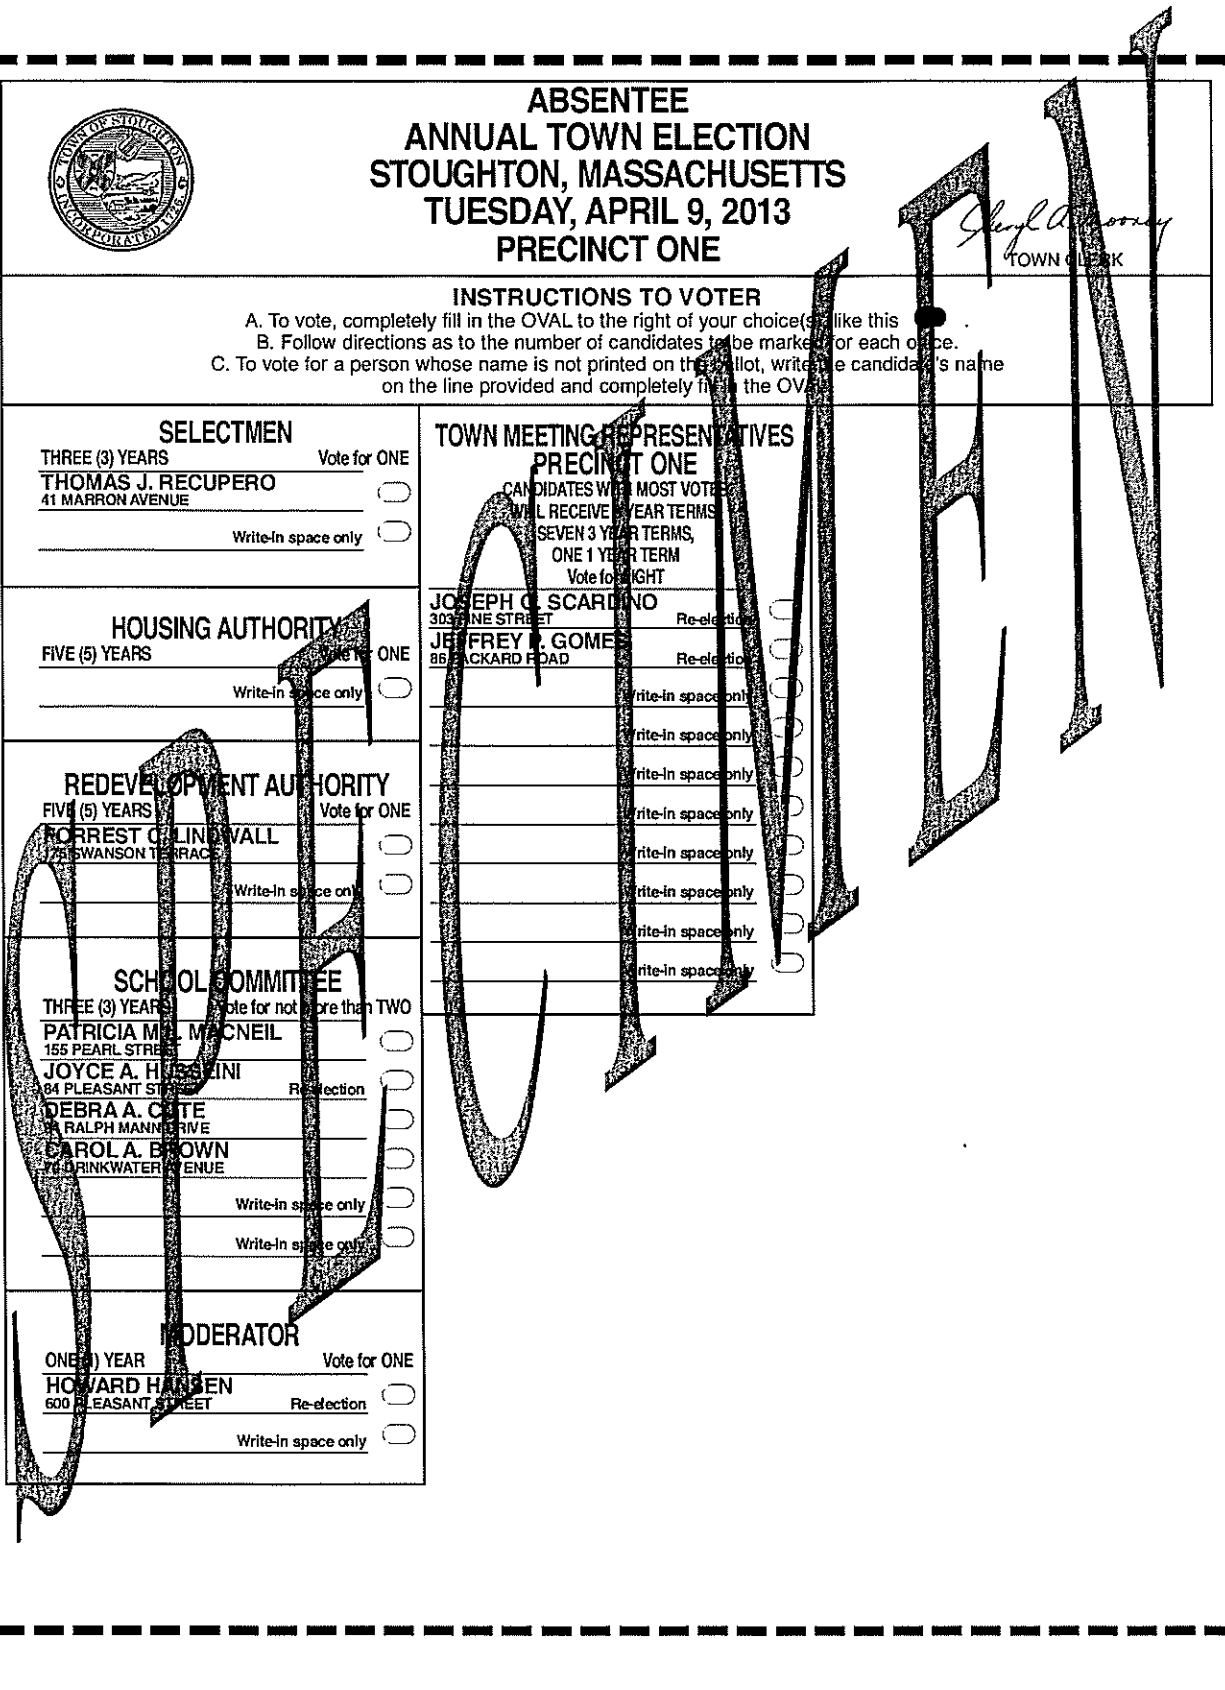 ABSENTEE
ANNUAL TOWN ELECTION
STOUGHTON, MASSACHUSETTS
TUESDAY, APRIL 9, 2013
PRECINCT ONE
TOWN OF STOUGHTON
INCORPORATED 1726
Cheryl A. Mooney
TOWN CLERK
INSTRUCTIONS TO VOTER
A. To vote, completely fill in the OVAL to the right of your choice(s) like this
B. Follow directions as to the number of candidates to be marked for each office.
C. To vote for a person whose name is not printed on the ballot, write the candidate's name
on the line provided and completely fill in the OVAL.
SELECTMEN
THREE (3) YEARS Vote for ONE
THOMAS J. RECUPERO
41 MARRON AVENUE
Write-in space only
HOUSING AUTHORITY
FIVE (5) YEARS Vote for ONE
Write-in space only
REDEVELOPMENT AUTHORITY
FIVE (5) YEARS Vote for ONE
FORREST C. LINDWALL
SWANSON TERRACE
Write-in space only
SCHOOL COMMITTEE
THREE (3) YEARS Vote for not more than TWO
PATRICIA M. MACNEIL
155 PEARL STREET
JOYCE A. HUSSEINI
84 PLEASANT STREET Re-election
DEBRA A.
RALPH MANN DRIVE
CAROL A. BROWN
DRINKWATER AVENUE
Write-in space only
Write-in space only
MODERATOR
ONE (1) YEAR Vote for ONE
HOWARD HANSEN
600 PLEASANT STREET Re-election
Write-in space only
TOWN MEETING REPRESENTATIVES
PRECINCT ONE
CANDIDATES WITH MOST VOTES
WILL RECEIVE 3 YEAR TERMS
SEVEN 3 YEAR TERMS,
ONE 1 YEAR TERM
Vote for EIGHT
JOSEPH SCARDINO
STREET Re-election
JEFFREY GOMES
86 PACKARD ROAD Re-election
Write-in space only
Write-in space only
Write-in space only
Write-in space only
Write-in space only
Write-in space only
Write-in space only
Write-in space only
SPECIMEN